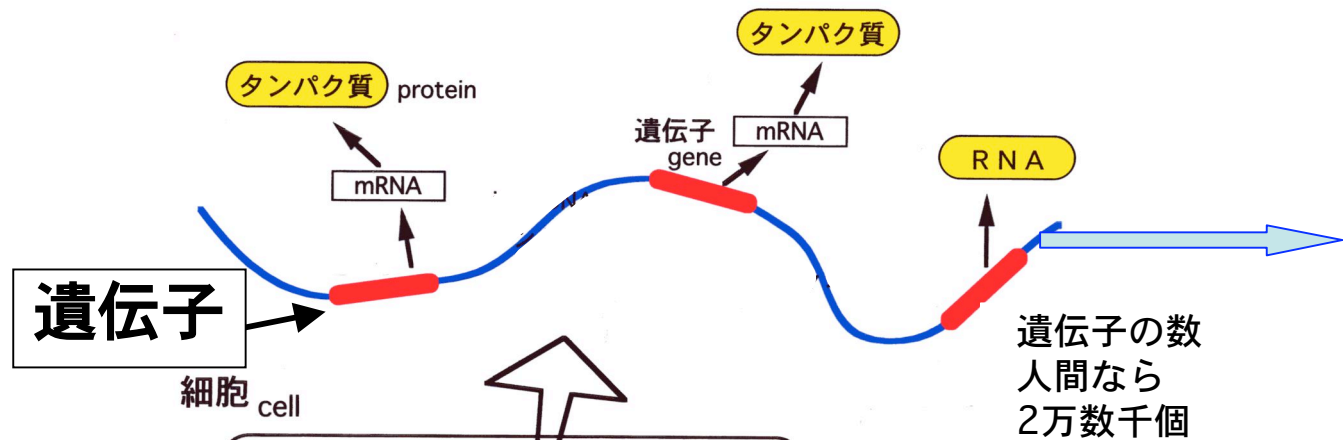 タンパク質
タンパク質 protein
遺伝子
gene
mRNA
RNA
mRNA
遺伝子
遺伝子の数
人間なら
2万数千個
細胞 cell